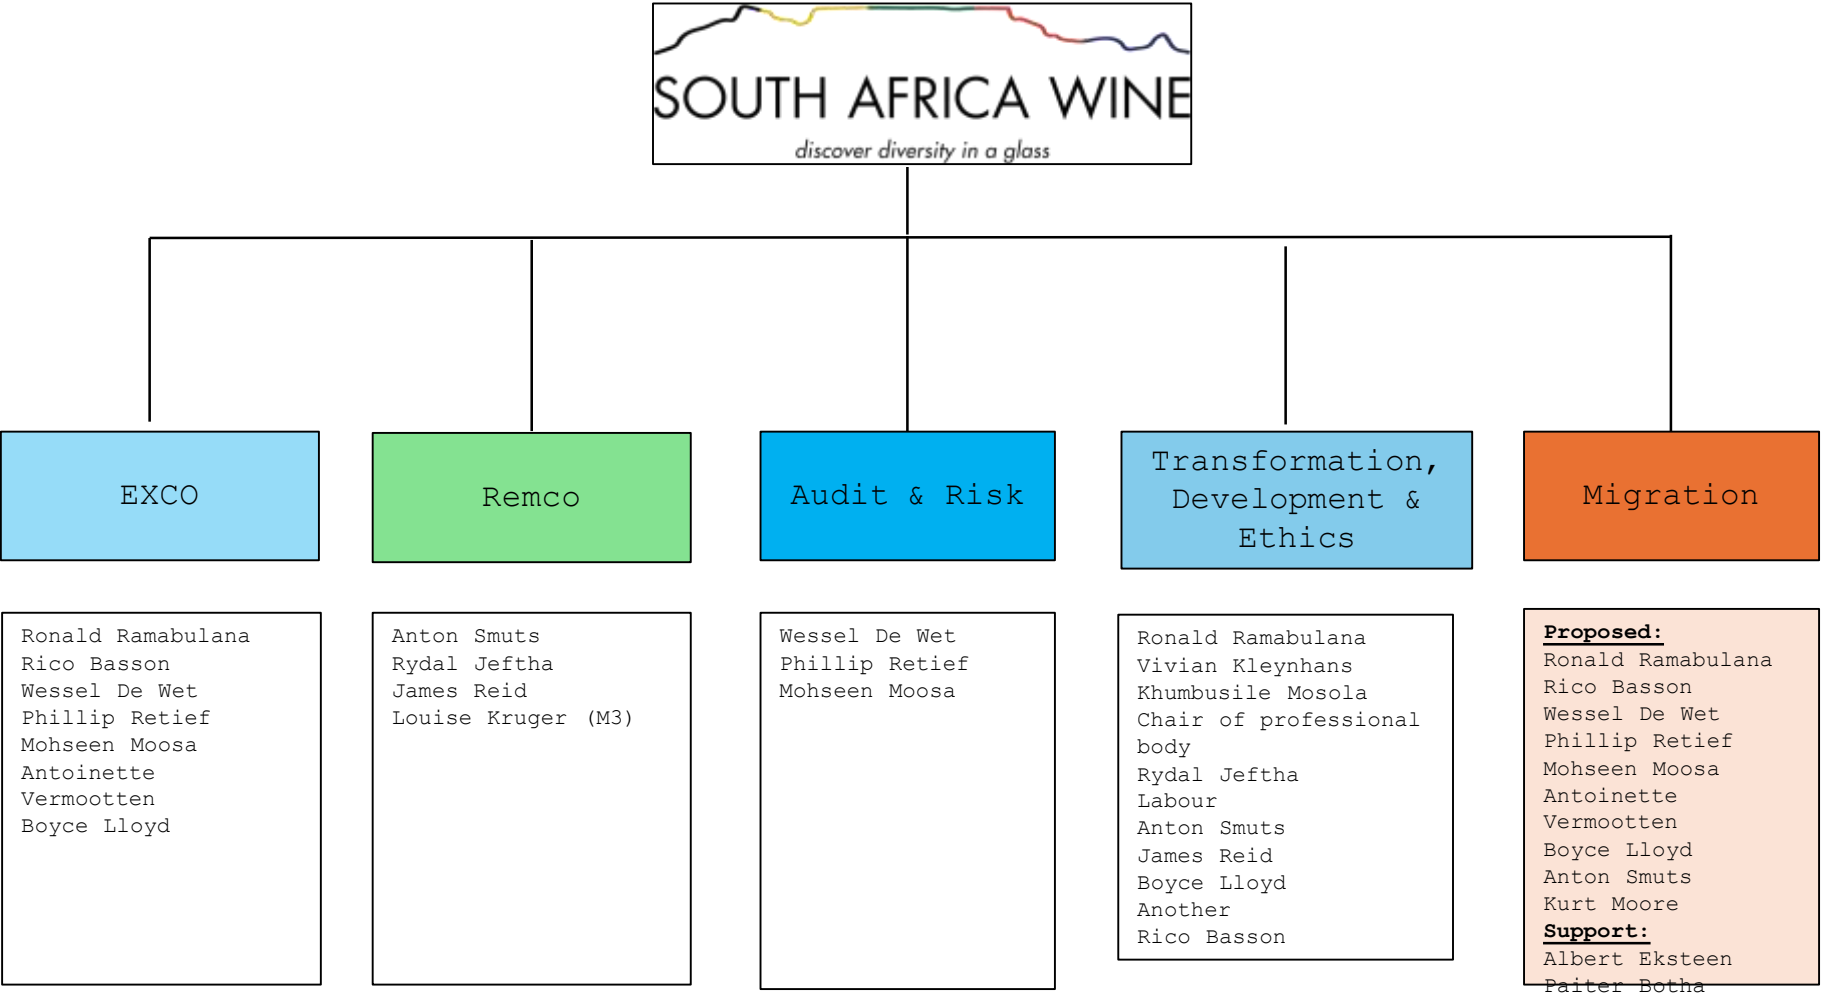 SOUTH AFRICA WINE
discover diversity in a glass
EXCO
Remco
Audit & Risk
Transformation,
Development &
Ethics
Migration
Ronald Ramabulana
Rico Basson
Wessel De Wet
Phillip Retief
Mohseen Moosa
Antoinette
Vermootten
Boyce Lloyd
Anton Smuts
Rydal Jeftha
James Reid
Louise Kruger (M3)
Wessel De Wet
Phillip Retief
Mohseen Moosa
Ronald Ramabulana
Vivian Kleynhans
Khumbusile Mosola
Chair of professional
body
Rydal Jeftha
Labour
Anton Smuts
James Reid
Boyce Lloyd
Another
Rico Basson
Proposed:
Ronald Ramabulana
Rico Basson
Wessel De Wet
Phillip Retief
Mohseen Moosa
Antoinette
Vermootten
Boyce Lloyd
Anton Smuts
Kurt Moore
Support:
Albert Eksteen
Paiter Botha